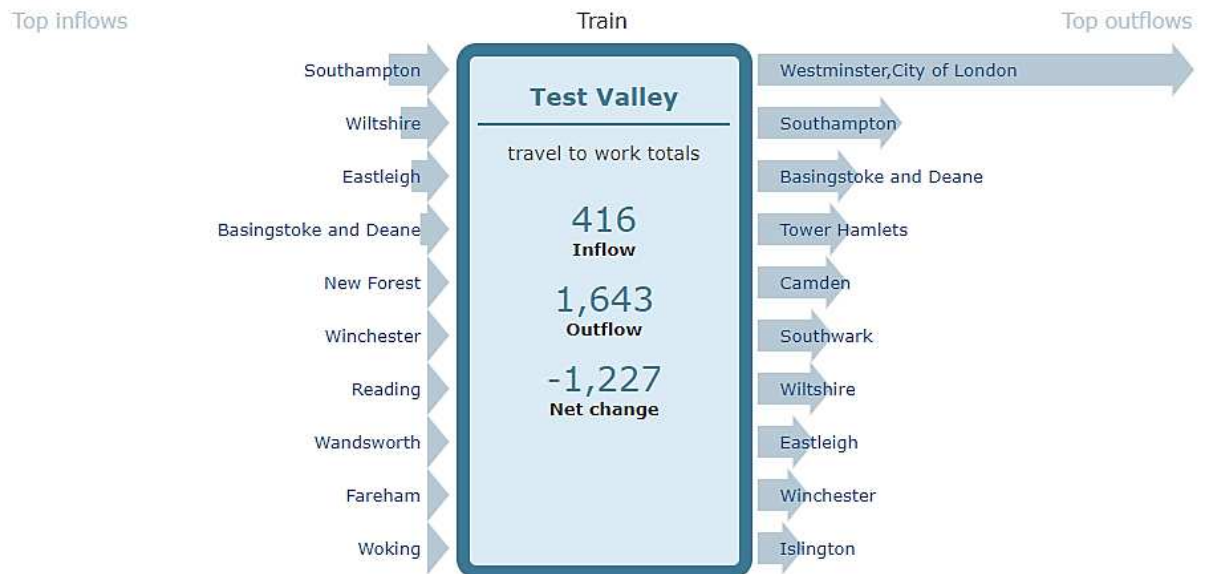 Top inflows
Train
Top outflows
Southampton
Wiltshire
Eastleigh
Basingstoke and Deane
New Forest
Winchester
Reading
Wandsworth
Fareham
Woking
Test Valley
travel to work totals
416
Inflow
1,643
Outflow
-1,227
Net change
Westminster,City of London
Southampton
Basingstoke and Deane
Tower Hamlets
Camden
Southwark
Wiltshire
Eastleigh
Winchester
Islington